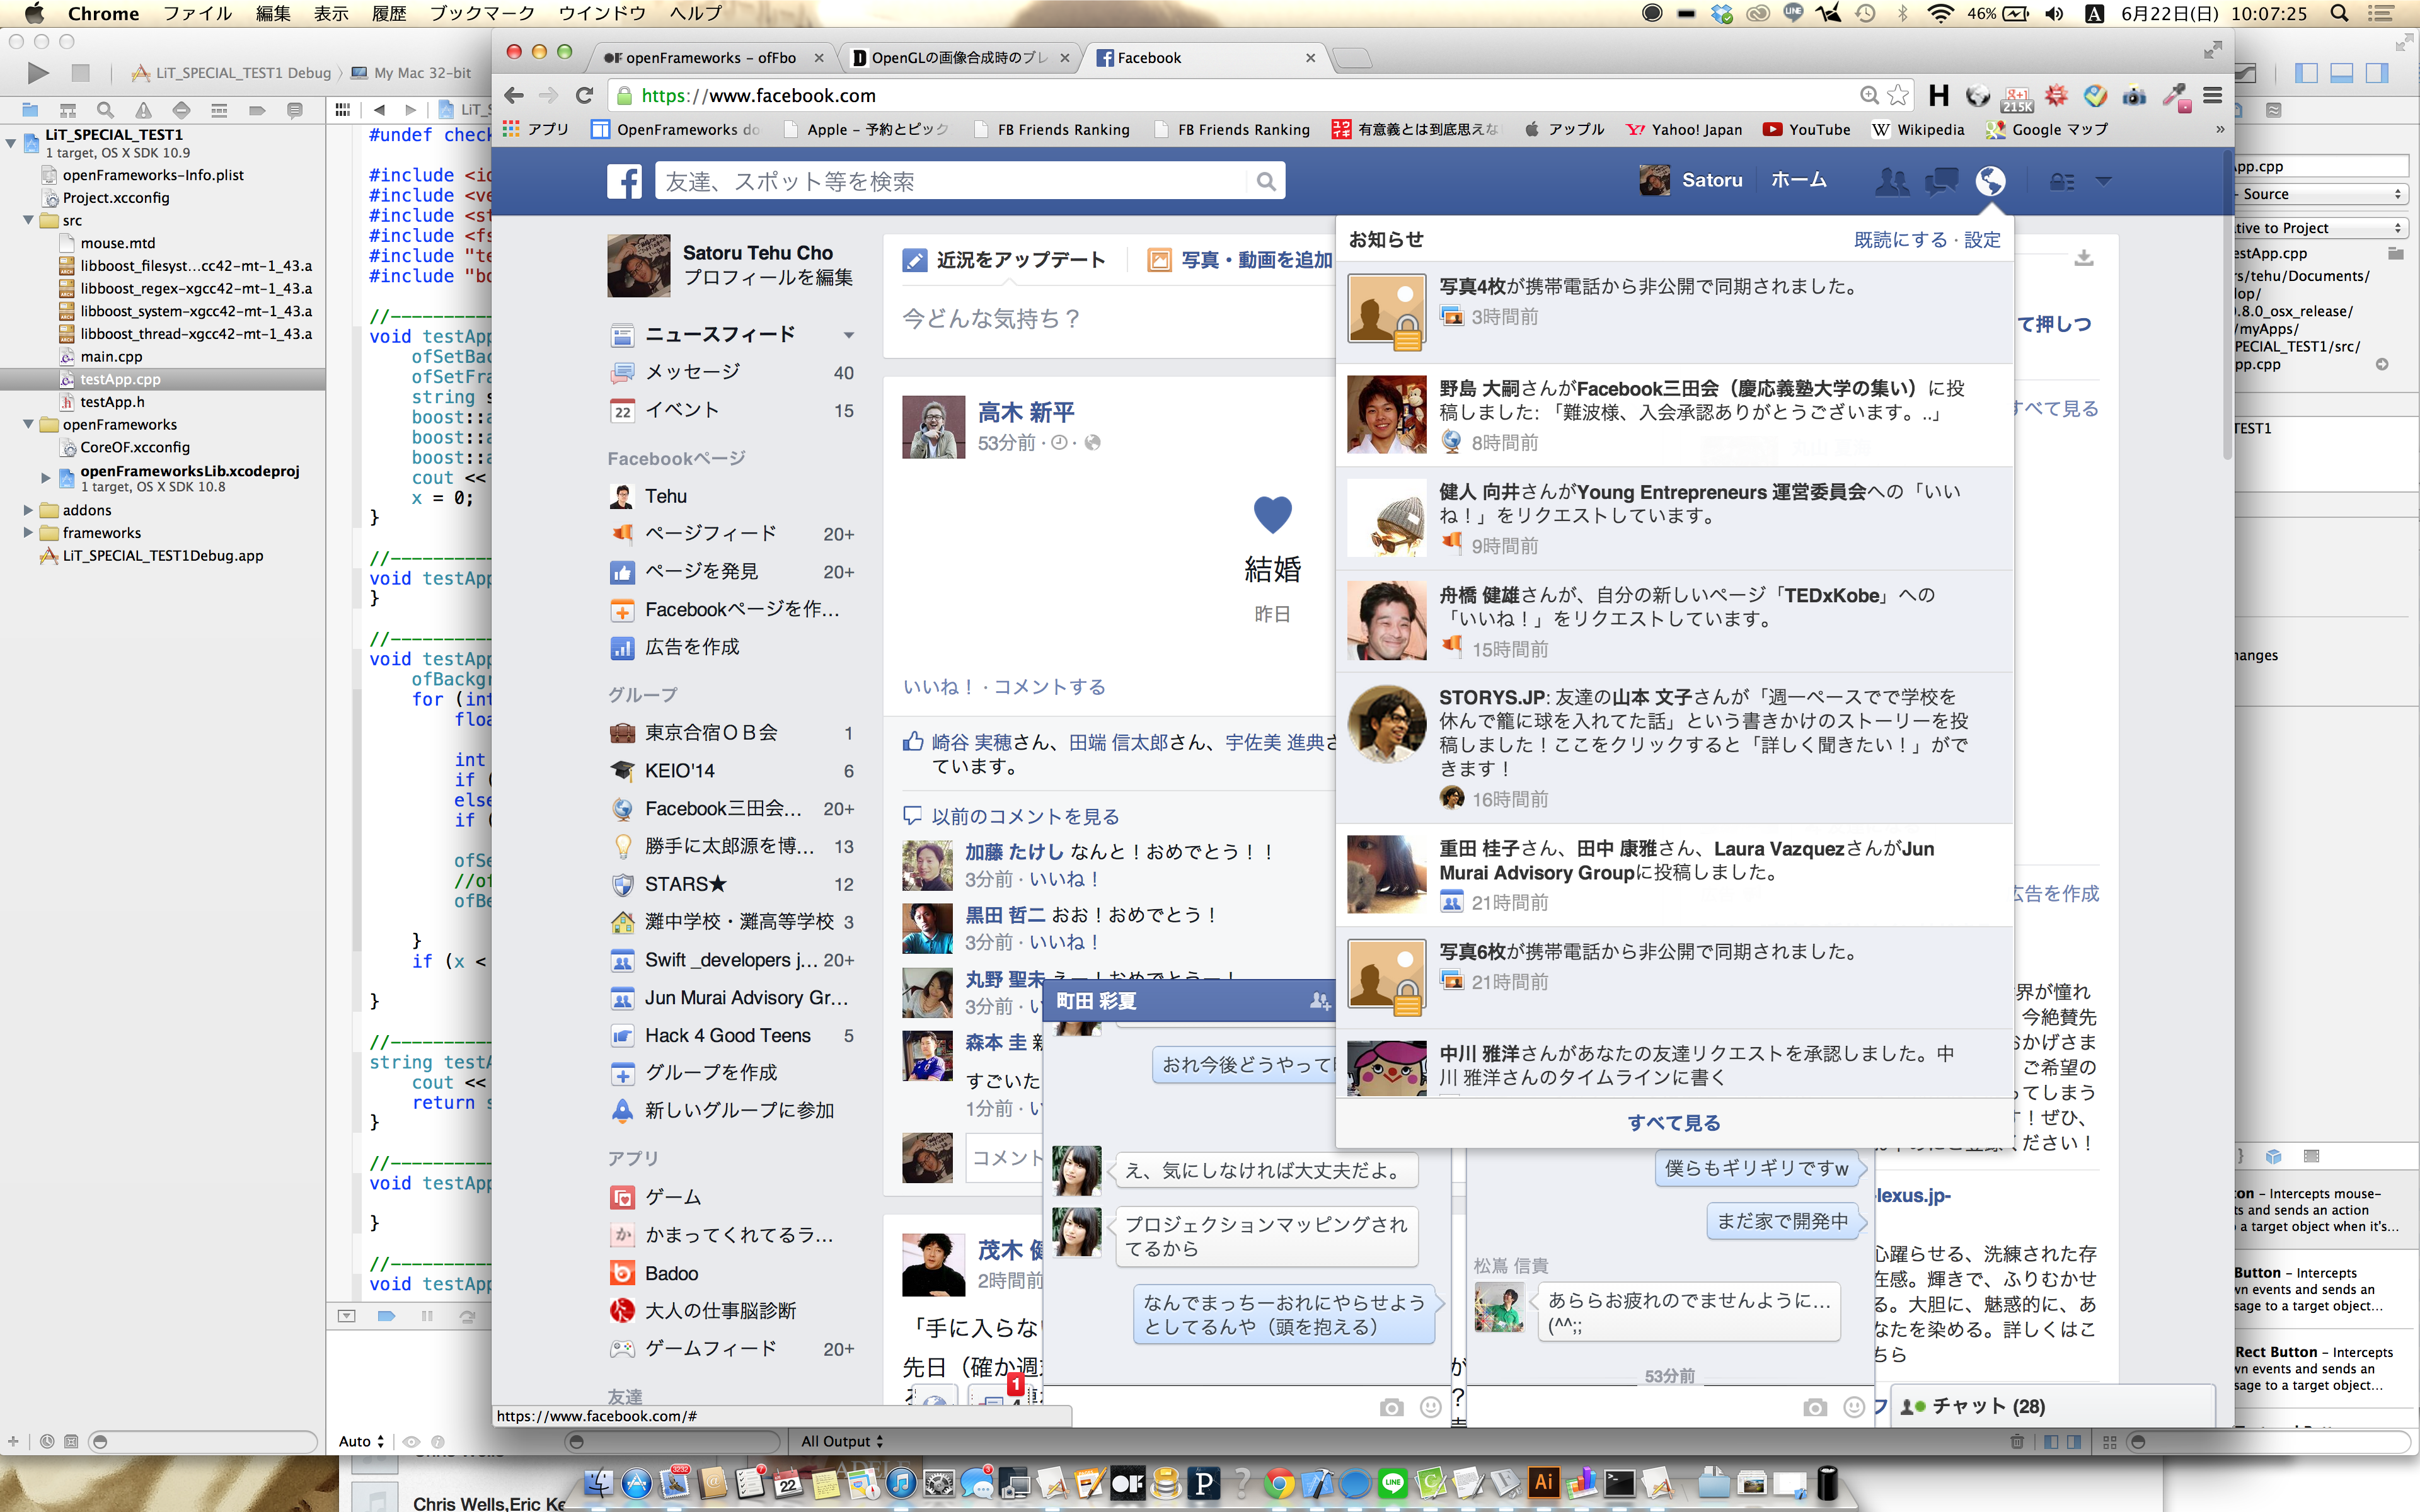 Chrome ファイル 編集 表示 履歴 ブックマーク ウインドウ ヘルプ
46% 6月22日(日) 10:07:25
LiT_SPECIAL_TEST1 Debug My Mac 32-bit
LiT_SPECIAL_TEST1
1 target, OS X SDK 10.9
openFrameworks-Info.plist
Project.xcconfig
src
mouse.mtd
libboost_filesyst...cc42-mt-1_43.a
libboost_regex-xgcc42-mt-1_43.a
libboost_system-xgcc42-mt-1_43.a
libboost_thread-xgcc42-mt-1_43.a
main.cpp
testApp.cpp
testApp.h
openFrameworks
CoreOF.xcconfig
openFrameworksLib.xcodeproj
1 target, OS X SDK 10.8
addons
frameworks
LiT_SPECIAL_TEST1Debug.app
#undef check
#include <
#include <
#include <
#include <
#include "
#include "
//-----------
void testApp
ofSetBac
ofSetFra
string s
boost::a
boost::a
boost::a
cout <<
x = 0;
}
//-----------
void testApp
}
//-----------
void testApp
ofBackgr
for (int
floa
int
if (
else
if (
ofSe
//of
ofBe
}
if (x <
}
//-----------
string testA
cout <<
return s
}
//-----------
void testApp
}
//-----------
void testApp
Auto
All Output
openFrameworks – ofFbo
OpenGLの画像合成時のブレ
Facebook
https://www.facebook.com
215K
アプリ OpenFrameworks do Apple – 予約とピック FB Friends Ranking FB Friends Ranking 有意義とは到底思えな アップル Yahoo! Japan YouTube Wikipedia Google マップ
友達、スポット等を検索
Satoru ホーム
Satoru Tehu Cho
プロフィールを編集
ニュースフィード
メッセージ 40
イベント 15
Facebookページ
Tehu
ページフィード 20+
ページを発見 20+
Facebookページを作...
広告を作成
グループ
東京合宿ＯＢ会 1
KEIO'14 6
Facebook三田会... 20+
勝手に太郎源を博... 13
STARS★ 12
灘中学校・灘高等学校 3
Swift _developers j... 20+
Jun Murai Advisory Gr...
Hack 4 Good Teens 5
グループを作成
新しいグループに参加
アプリ
ゲーム
かまってくれてるラ...
Badoo
大人の仕事脳診断
ゲームフィード 20+
友達
https://www.facebook.com/#
近況をアップデート 写真・動画を追加
今どんな気持ち？
高木 新平
53分前
結婚
昨日
いいね！ · コメントする
崎谷 実穂さん、田端 信太郎さん、宇佐美 進典さ
ています。
以前のコメントを見る
加藤 たけし なんと！おめでとう！！
3分前 · いいね！
黒田 哲二 おお！おめでとう！
3分前 · いいね！
丸野 聖未 えー！おめでとうー！
3分前 · い
森本 圭
すごいた
1分前 · い
コメント
茂木 健
2時間前
「手に入らない
先日（確か週末
1
お知らせ 既読にする · 設定
写真4枚が携帯電話から非公開で同期されました。
3時間前
野島 大嗣さんがFacebook三田会（慶応義塾大学の集い）に投
稿しました: 「難波様、入会承認ありがとうございます。..」
8時間前
健人 向井さんがYoung Entrepreneurs 運営委員会への「いい
ね！」をリクエストしています。
9時間前
舟橋 健雄さんが、自分の新しいページ「TEDxKobe」への
「いいね！」をリクエストしています。
15時間前
STORYS.JP: 友達の山本 文子さんが「週一ペースでで学校を
休んで籠に球を入れてた話」という書きかけのストーリーを投
稿しました！ここをクリックすると「詳しく聞きたい！」がで
きます！
16時間前
重田 桂子さん、田中 康雅さん、Laura VazquezさんがJun
Murai Advisory Groupに投稿しました。
21時間前
写真6枚が携帯電話から非公開で同期されました。
21時間前
中川 雅洋さんがあなたの友達リクエストを承認しました。中
川 雅洋さんのタイムラインに書く
すべて見る
町田 彩夏
おれ今後どうやって
え、気にしなければ大丈夫だよ。
プロジェクションマッピングされ
てるから
なんでまっちーおれにやらせよう
としてるんや（頭を抱える）
僕らもギリギリですw
まだ家で開発中
松嶌 信貴
あららお疲れのでませんように…
(^^;;
53分前
て押しつ
すべて見る
広告を作成
界が憧れ
今絶賛先
おかげさま
ご希望の
ってしまう
！ぜひ、
ください！
lexus.jp-
心躍らせる、洗練された存
在感。輝きで、ふりむかせ
る。大胆に、魅惑的に、あ
なたを染める。詳しくはこ
ちら
チャット (28)
pp.cpp
Source
tive to Project
estApp.cpp
rs/tehu/Documents/
lop/
0.8.0_osx_release/
/myApps/
PECIAL_TEST1/src/
pp.cpp
TEST1
hanges
on – Intercepts mouse-
ts and sends an action
a target object when it's...
Button – Intercepts
wn events and sends an
sage to a target object...
Rect Button – Intercepts
wn events and sends an
sage to a target object...
Chris Wells,Eric Ke
ADELE